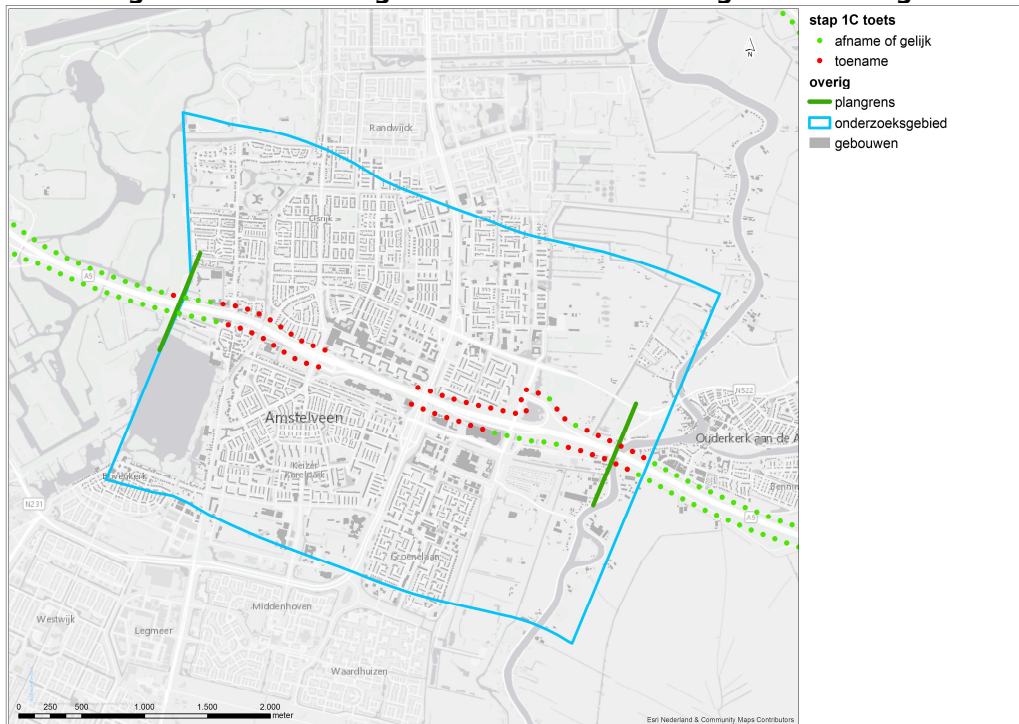 stap 1C toets
afname of gelijk
toename
overig
plangrens
onderzoeksgebied
gebouwen
N
Randwijck
Elsrijk
A9
Amstelveen
N522
Ouderkerk aan de A
Keizer
Karelpark
Bovenkerk
N231
A9
Groenelaan
Middenhoven
Westwijk
Legmeer
Waardhuizen
0 250 500 1.000 1.500 2.000
meter
Esri Nederland & Community Maps Contributors